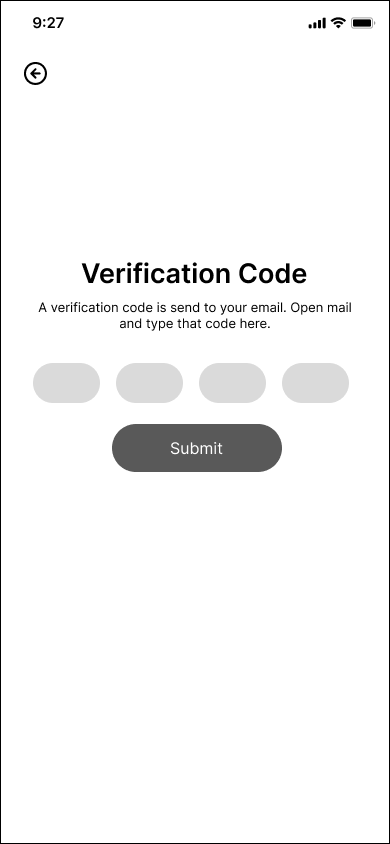 9:27
Verification Code
A verification code is send to your email. Open mail
and type that code here.
Submit